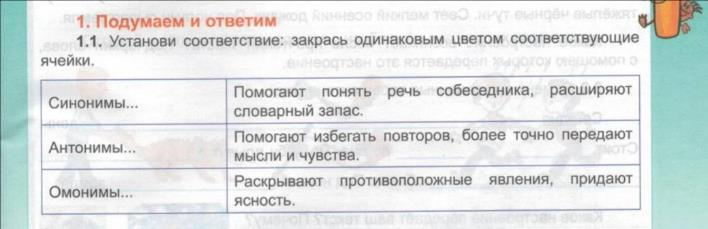 1. Подумаем и ответим
1.1. Установи соответствие: закрась одинаковым цветом соответствующие
ячейки.
Синонимы...
Помогают понять речь собеседника, расширяют
словарный запас.
Антонимы...
Помогают избегать повторов, более точно передают
мысли и чувства.
Омонимы...
Раскрывают противоположные явления, придают
ясность.